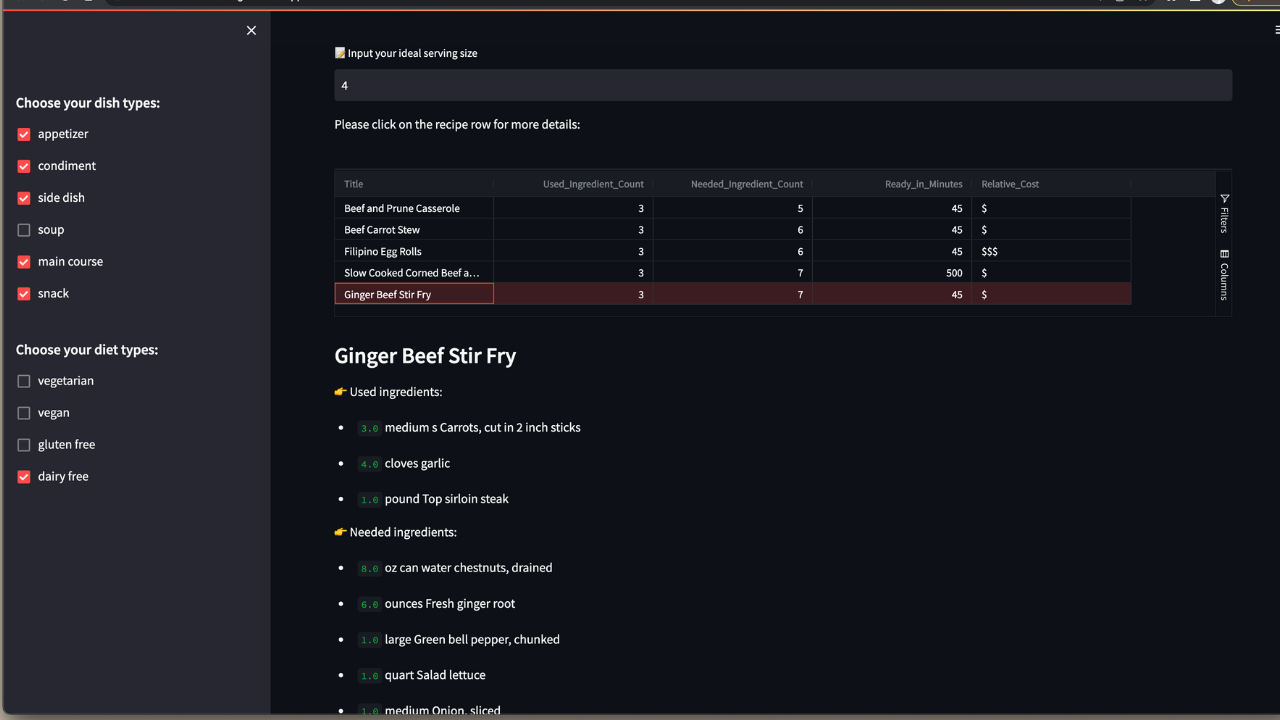 Choose your dish types:
appetizer
condiment
side dish
soup
main course
snack
Choose your diet types:
vegetarian
vegan
gluten free
dairy free
Input your ideal serving size
4
Please click on the recipe row for more details:
Title Used_Ingredient_Count Needed_Ingredient_Count Ready_in_Minutes Relative_Cost
Beef and Prune Casserole 3 5 45 $
Beef Carrot Stew 3 6 45 $
Filipino Egg Rolls 3 6 45 $$$
Slow Cooked Corned Beef a... 3 7 500 $
Ginger Beef Stir Fry 3 7 45 $
Filters
Columns
Ginger Beef Stir Fry
👉 Used ingredients:
• 3.0 medium s Carrots, cut in 2 inch sticks
• 4.0 cloves garlic
• 1.0 pound Top sirloin steak
👉 Needed ingredients:
• 8.0 oz can water chestnuts, drained
• 6.0 ounces Fresh ginger root
• 1.0 large Green bell pepper, chunked
• 1.0 quart Salad lettuce
• 1.0 medium Onion, sliced